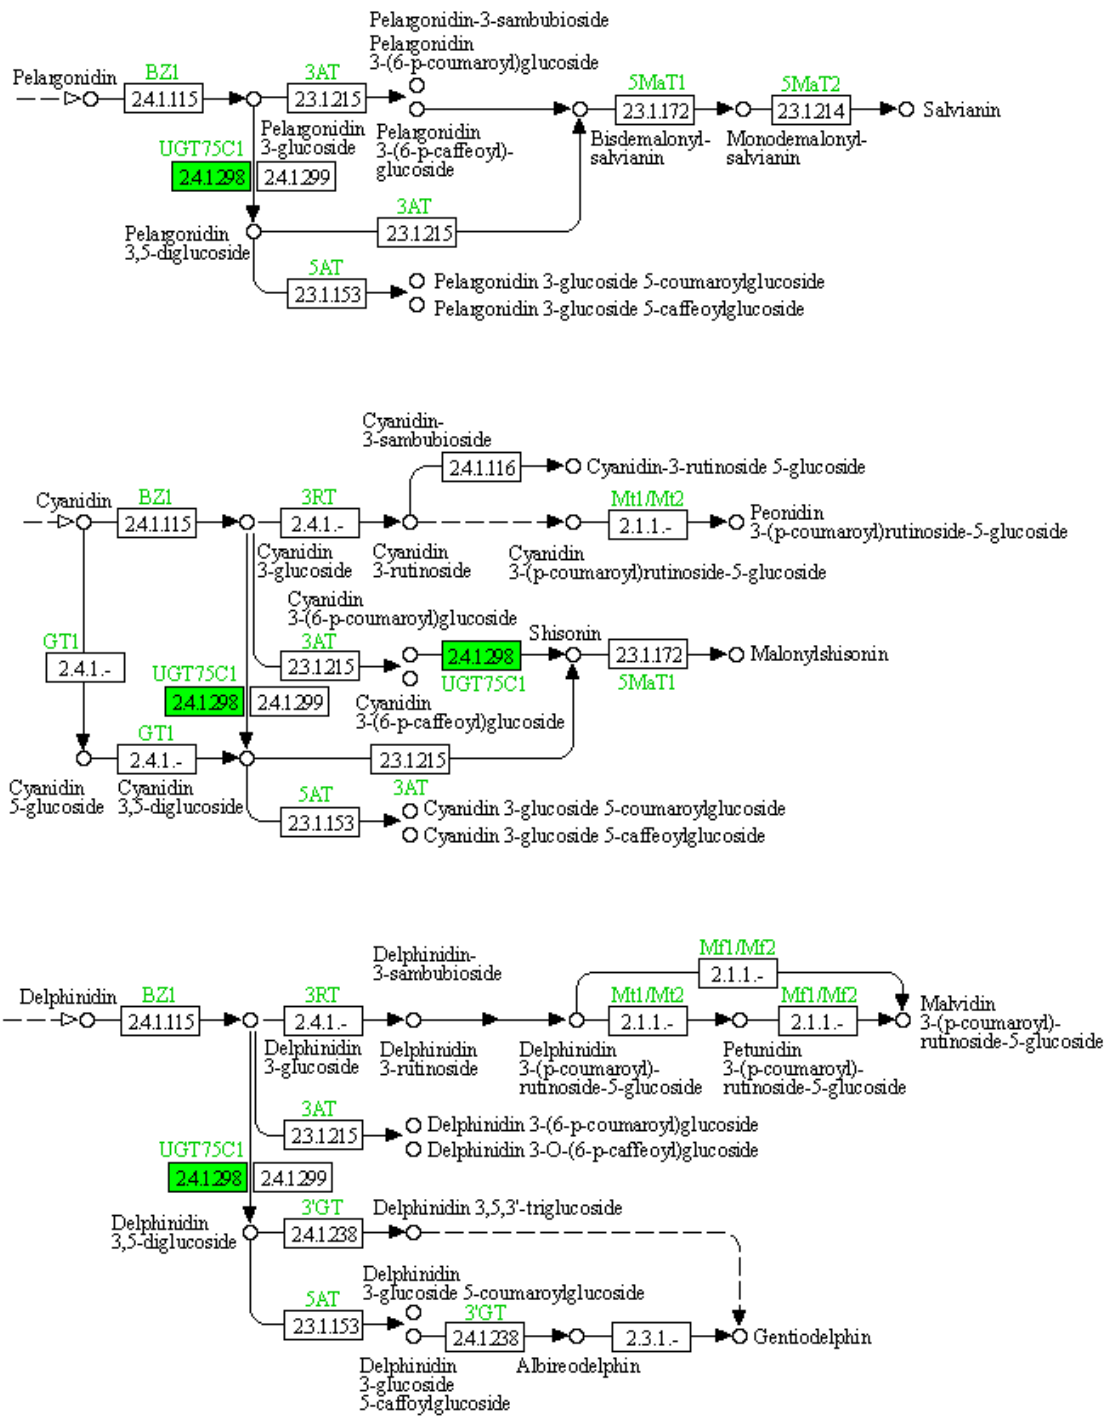 Pelargonidin-3-sambubioside
Pelargonidin
3-(6-p-coumaroyl)glucoside
Pelargonidin
BZ1
2.4.1.115
3AT
2.3.1.215
5MaT1
2.3.1.172
5MaT2
2.3.1.214
Salvianin
Pelargonidin
3-glucoside
Pelargonidin
3-(6-p-caffeoyl)-
glucoside
Bisdemalonyl-
salvianin
Monodemalonyl-
salvianin
UGT75C1
2.4.1.298
2.4.1.299
3AT
2.3.1.215
Pelargonidin
3,5-diglucoside
5AT
2.3.1.153
Pelargonidin 3-glucoside 5-coumaroylglucoside
Pelargonidin 3-glucoside 5-caffeoylglucoside
Cyanidin-
3-sambubioside
2.4.1.116
Cyanidin-3-rutinoside 5-glucoside
Cyanidin
BZ1
2.4.1.115
3RT
2.4.1.-
Mt1/Mt2
2.1.1.-
Peonidin
3-(p-coumaroyl)rutinoside-5-glucoside
Cyanidin
3-glucoside
Cyanidin
3-rutinoside
Cyanidin
3-(p-coumaroyl)rutinoside-5-glucoside
Cyanidin
3-(6-p-coumaroyl)glucoside
GT1
2.4.1.-
3AT
2.3.1.215
2.4.1.298
UGT75C1
Shisonin
2.3.1.172
5MaT1
Malonylshisonin
UGT75C1
2.4.1.298
2.4.1.299
Cyanidin
3-(6-p-caffeoyl)glucoside
GT1
2.4.1.-
2.3.1.215
3AT
Cyanidin
5-glucoside
Cyanidin
3,5-diglucoside
5AT
2.3.1.153
Cyanidin 3-glucoside 5-coumaroylglucoside
Cyanidin 3-glucoside 5-caffeoylglucoside
Delphinidin-
3-sambubioside
Mf1/Mf2
2.1.1.-
Delphinidin
BZ1
2.4.1.115
3RT
2.4.1.-
Mt1/Mt2
2.1.1.-
Mf1/Mf2
2.1.1.-
Malvidin
3-(p-coumaroyl)-
rutinoside-5-glucoside
Delphinidin
3-glucoside
Delphinidin
3-rutinoside
Delphinidin
3-(p-coumaroyl)-
rutinoside-5-glucoside
Petunidin
3-(p-coumaroyl)-
rutinoside-5-glucoside
3AT
2.3.1.215
Delphinidin 3-(6-p-coumaroyl)glucoside
Delphinidin 3-O-(6-p-caffeoyl)glucoside
UGT75C1
2.4.1.298
2.4.1.299
Delphinidin
3,5-diglucoside
3'GT
2.4.1.238
Delphinidin 3,5,3'-triglucoside
Delphinidin
3-glucoside 5-coumaroylglucoside
5AT
2.3.1.153
3'GT
2.4.1.238
2.3.1.-
Gentiodelphin
Delphinidin
3-glucoside
5-caffoylglucoside
Albireodelphin